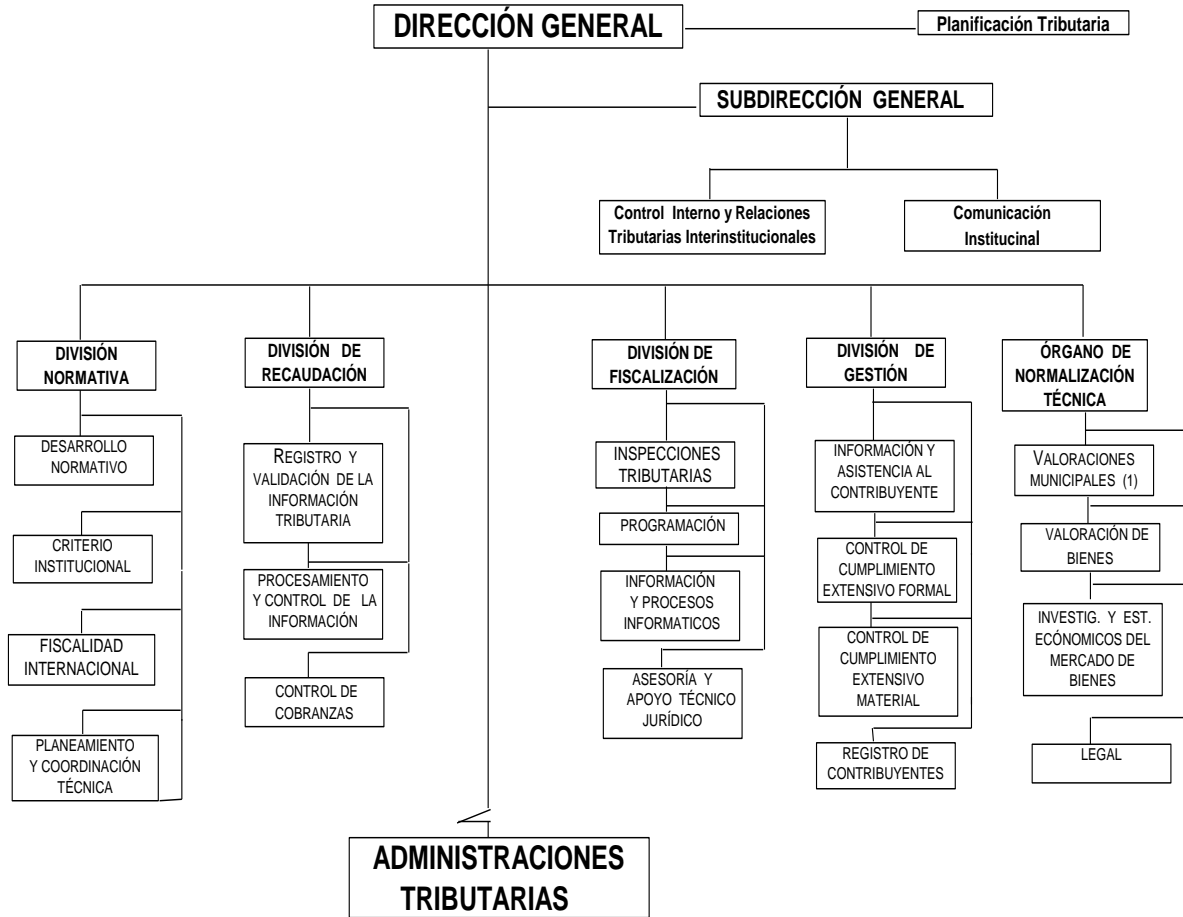 DIRECCIÓN GENERAL
Planificación Tributaria
SUBDIRECCIÓN GENERAL
Control Interno y Relaciones
Tributarias Interinstitucionales
Comunicación
Institucinal
DIVISIÓN
NORMATIVA
DESARROLLO
NORMATIVO
CRITERIO
INSTITUCIONAL
FISCALIDAD
INTERNACIONAL
PLANEAMIENTO
Y COORDINACIÓN
TÉCNICA
DIVISIÓN DE
RECAUDACIÓN
REGISTRO Y
VALIDACIÓN DE LA
INFORMACIÓN
TRIBUTARIA
PROCESAMIENTO
Y CONTROL DE LA
INFORMACIÓN
CONTROL DE
COBRANZAS
DIVISIÓN DE
FISCALIZACIÓN
INSPECCIONES
TRIBUTARIAS
PROGRAMACIÓN
INFORMACIÓN
Y PROCESOS
INFORMATICOS
ASESORÍA Y
APOYO TÉCNICO
JURÍDICO
DIVISIÓN DE
GESTIÓN
INFORMACIÓN Y
ASISTENCIA AL
CONTRIBUYENTE
CONTROL DE
CUMPLIMIENTO
EXTENSIVO FORMAL
CONTROL DE
CUMPLIMIENTO
EXTENSIVO
MATERIAL
REGISTRO DE
CONTRIBUYENTES
ÓRGANO DE
NORMALIZACIÓN
TÉCNICA
VALORACIONES
MUNICIPALES (1)
VALORACIÓN DE
BIENES
INVESTIG. Y EST.
ECÓNOMICOS DEL
MERCADO DE
BIENES
LEGAL
ADMINISTRACIONES
TRIBUTARIAS